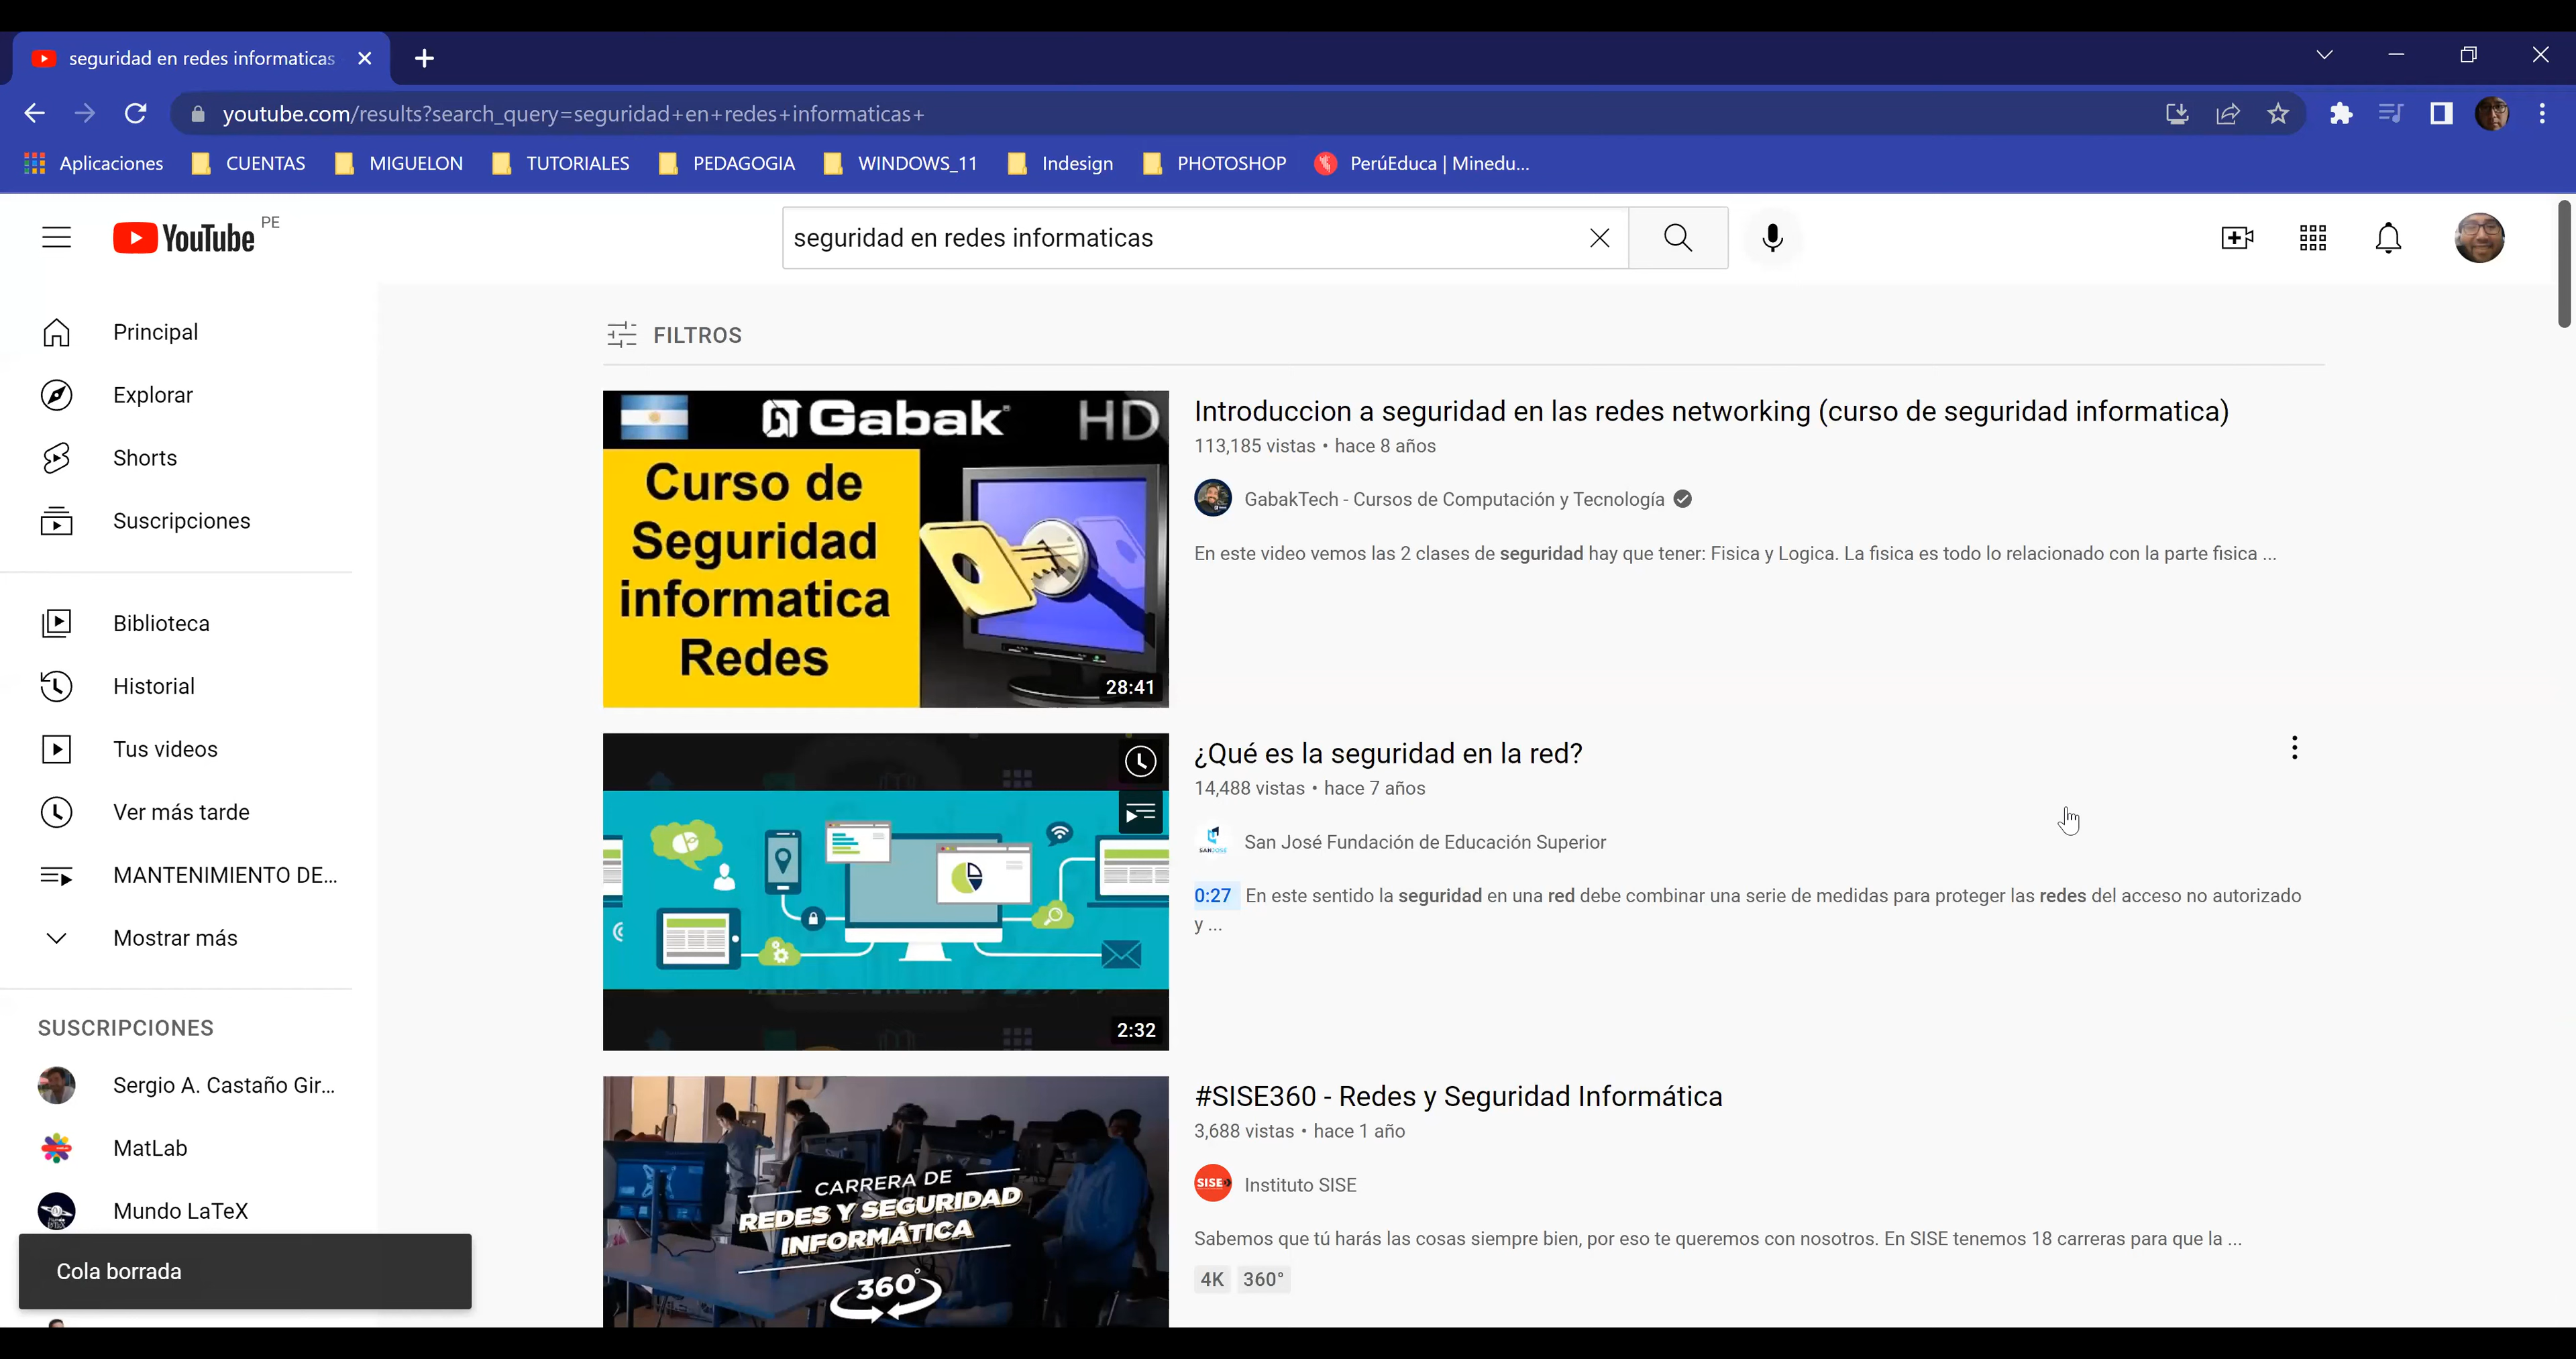 seguridad en redes informaticas
youtube.com/results?search_query=seguridad+en+redes+informaticas+
Aplicaciones
CUENTAS
MIGUELON
TUTORIALES
PEDAGOGIA
WINDOWS_11
Indesign
PHOTOSHOP
PerúEduca | Minedu...
YouTube PE
seguridad en redes informaticas
Principal
Explorar
Shorts
Suscripciones
Biblioteca
Historial
Tus videos
Ver más tarde
MANTENIMIENTO DE...
Mostrar más
SUSCRIPCIONES
Sergio A. Castaño Gir...
MatLab
Mundo LaTeX
Cola borrada
FILTROS
Gabak HD
Curso de
Seguridad
informatica
Redes
28:41
Introduccion a seguridad en las redes networking (curso de seguridad informatica)
113,185 vistas • hace 8 años
GabakTech - Cursos de Computación y Tecnología
En este video vemos las 2 clases de seguridad hay que tener: Fisica y Logica. La fisica es todo lo relacionado con la parte fisica ...
2:32
¿Qué es la seguridad en la red?
14,488 vistas • hace 7 años
SANJOSE
San José Fundación de Educación Superior
0:27 En este sentido la seguridad en una red debe combinar una serie de medidas para proteger las redes del acceso no autorizado
y ...
CARRERA DE
REDES Y SEGURIDAD
INFORMÁTICA
360°
#SISE360 - Redes y Seguridad Informática
3,688 vistas • hace 1 año
SISE
Instituto SISE
Sabemos que tú harás las cosas siempre bien, por eso te queremos con nosotros. En SISE tenemos 18 carreras para que la ...
4K
360°